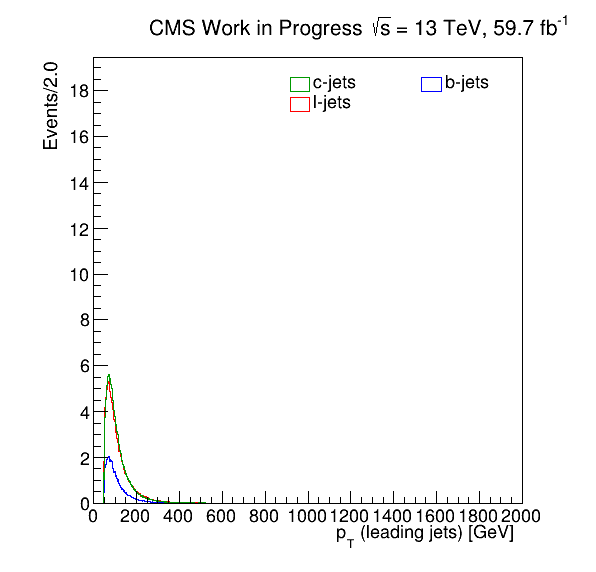 CMS Work in Progress √s = 13 TeV, 59.7 fb⁻¹
Events/2.0
c-jets b-jets
l-jets
18
16
14
12
10
8
6
4
2
0
0 200 400 600 800 1000 1200 1400 1600 1800 2000
p_T (leading jets) [GeV]